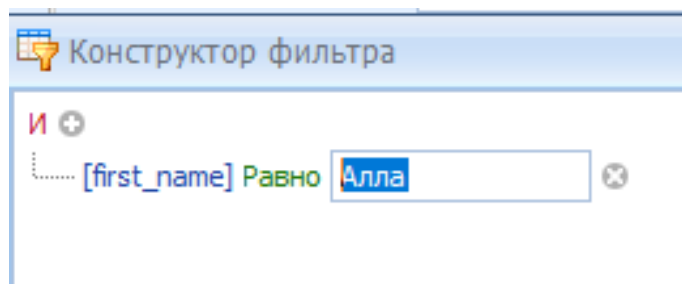 Конструктор фильтра
И
[first_name] Равно Алла